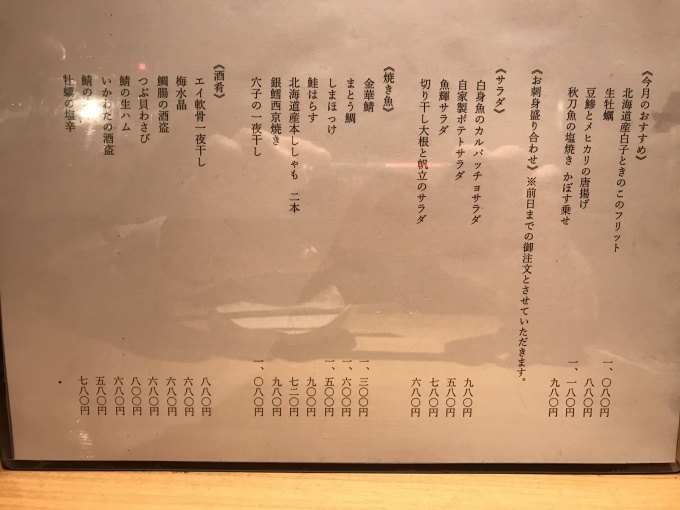 《今月のおすすめ》
北海道産白子ときのこのフリット 一、〇八〇円
生牡蠣 八八〇円
豆鯵とメヒカリの唐揚げ 一、一八〇円
秋刀魚の塩焼き かぼす乗せ 九八〇円
《お刺身盛り合わせ》※前日までの御注文とさせていただきます。
《サラダ》
白身魚のカルパッチョサラダ 九八〇円
自家製ポテトサラダ 五八〇円
魚輝サラダ 七八〇円
切り干し大根と帆立のサラダ 六八〇円
《焼き魚》
金華鯖 一、三〇〇円
まとう鯛 一、六〇〇円
しまほっけ 一、五〇〇円
鮭はらす 九〇〇円
北海道産本ししゃも 二本 七二〇円
銀鱈西京焼き 九八〇円
穴子の一夜干し 一、〇八〇円
《酒肴》
エイ軟骨一夜干し 八八〇円
梅水晶 六八〇円
鯛腸の酒盗 六八〇円
つぶ貝わさび 六八〇円
鯖の生ハム 八〇〇円
いかわたの酒盗 六八〇円
鯖の 五八〇円
牡蠣の塩辛 七八〇円